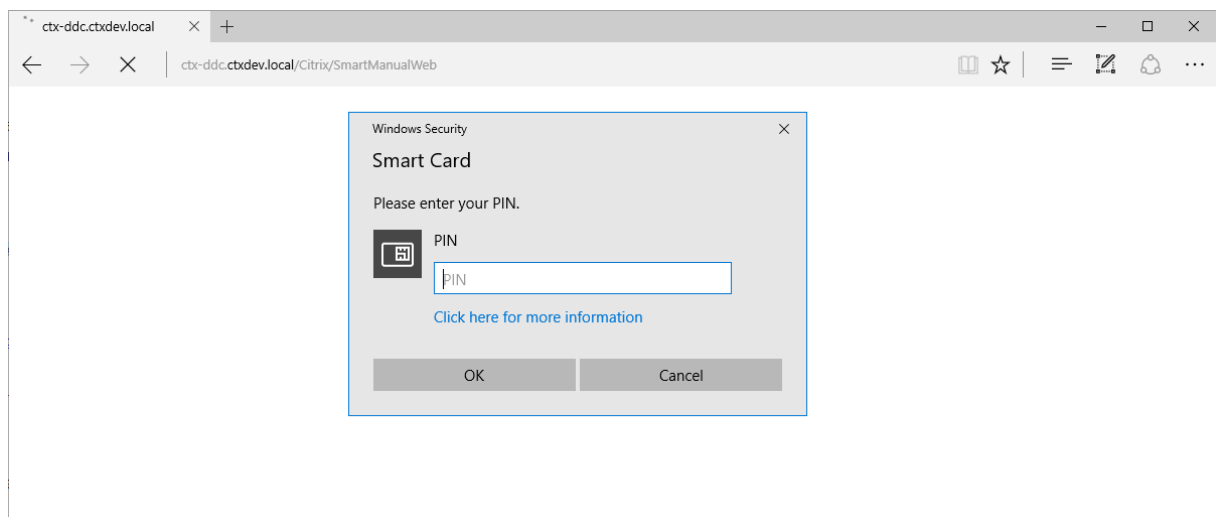 ctx-ddc.ctxdev.local
ctx-ddc.ctxdev.local/Citrix/SmartManualWeb
Windows Security
Smart Card
Please enter your PIN.
PIN
PIN
Click here for more information
OK
Cancel